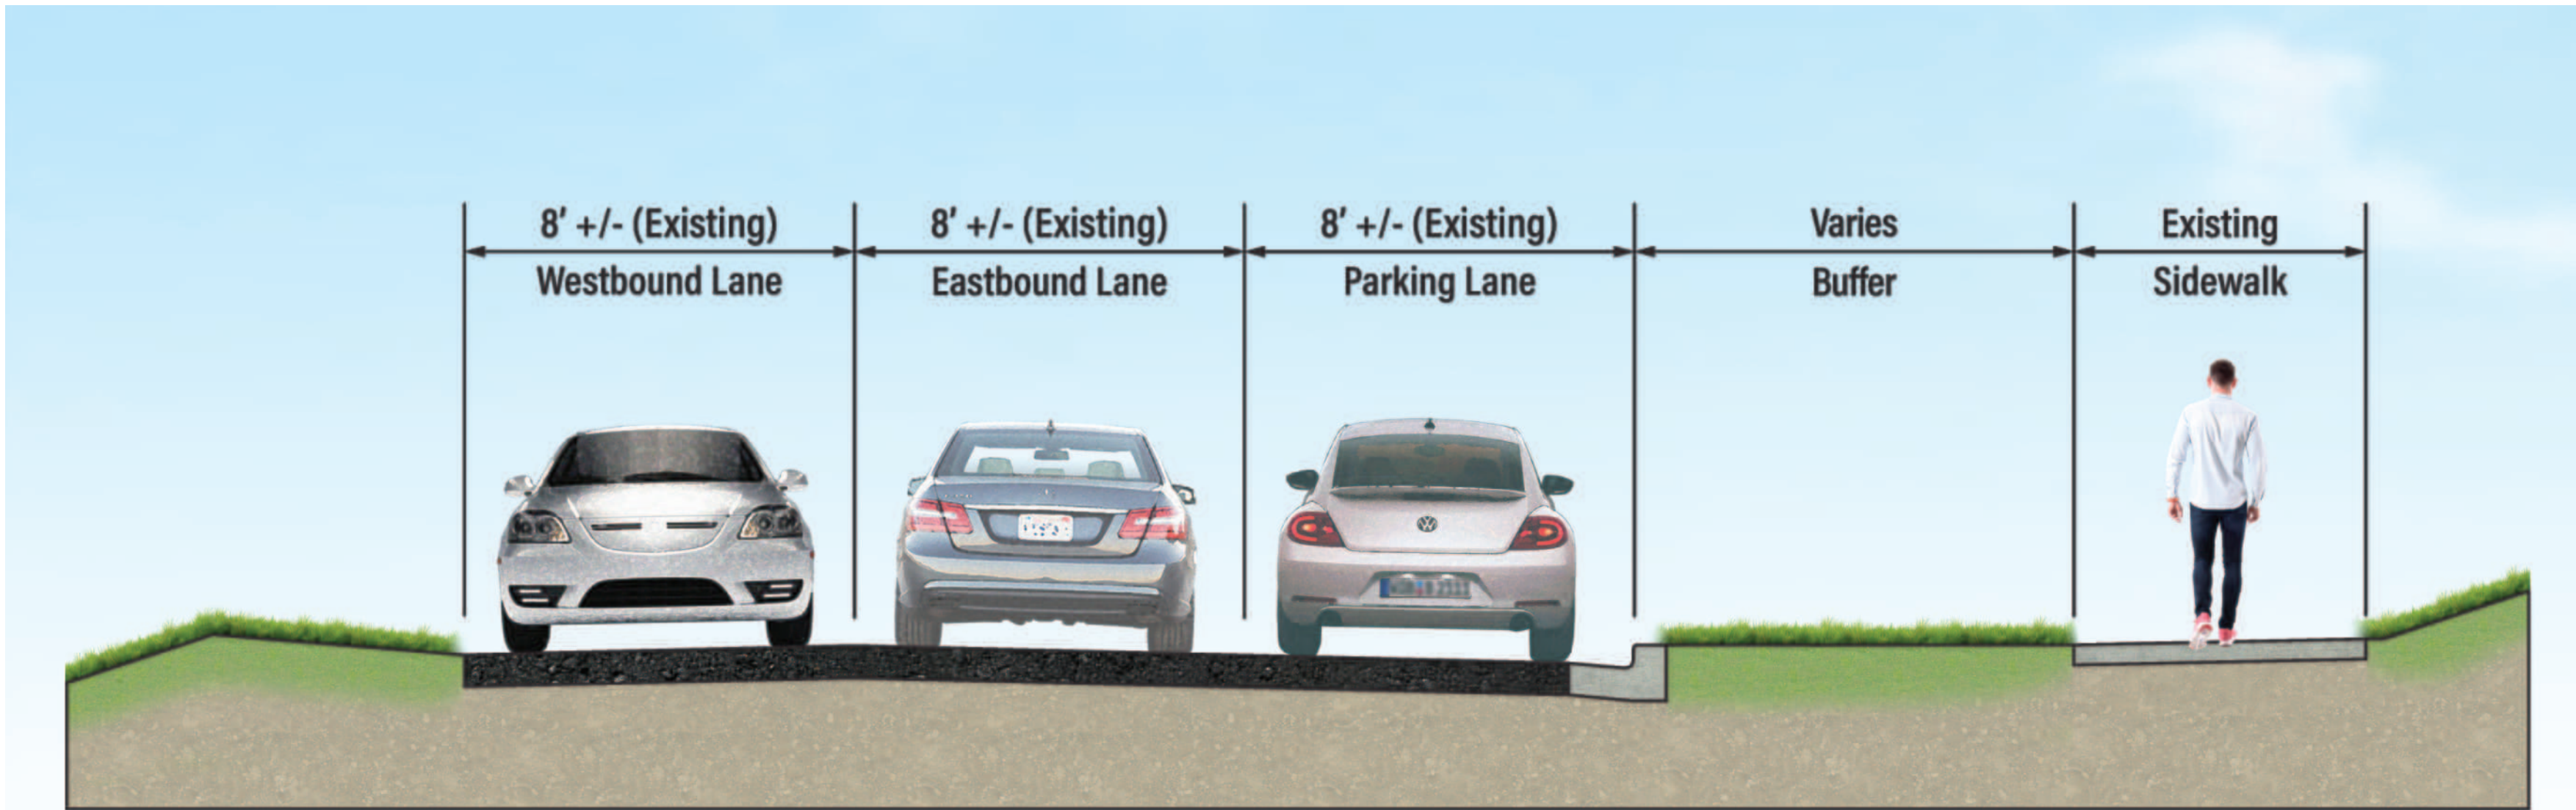 8’ +/- (Existing)
Westbound Lane
8’ +/- (Existing)
Eastbound Lane
8’ +/- (Existing)
Parking Lane
Varies
Buffer
Existing
Sidewalk